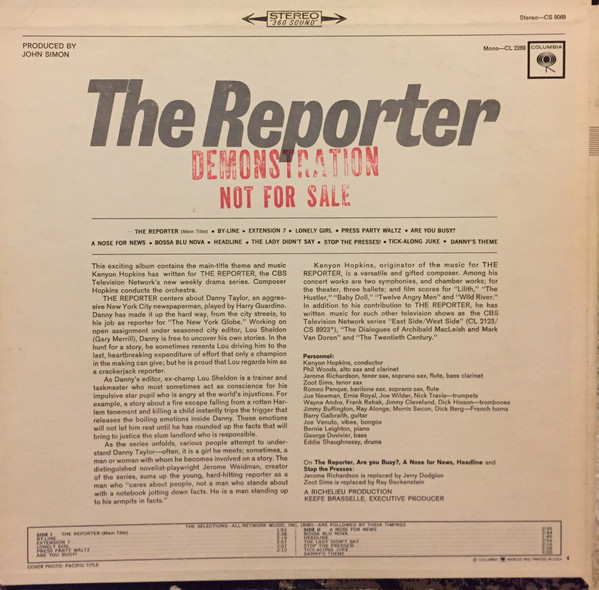 STEREO
"360 SOUND"
Stereo—CS 9069
PRODUCED BY
JOHN SIMON
Mono—CL 2269
COLUMBIA
The Reporter
DEMONSTRATION
NOT FOR SALE
THE REPORTER (Main Title) • BY-LINE • EXTENSION 7 • LONELY GIRL • PRESS PARTY WALTZ • ARE YOU BUSY?
A NOSE FOR NEWS • BOSSA BLU NOVA • HEADLINE • THE LADY DIDN'T SAY • STOP THE PRESSES! • TICK-ALONG JUKE • DANNY'S THEME
This exciting album contains the main-title theme and music
Kenyon Hopkins has written for THE REPORTER, the CBS
Television Network's new weekly drama series. Composer
Hopkins conducts the orchestra.
THE REPORTER centers about Danny Taylor, an aggres-
sive New York City newspaperman, played by Harry Guardino.
Danny has made it up the hard way, from the city streets, to
his job as reporter for "The New York Globe." Working on
open assignment under seasoned city editor, Lou Sheldon
(Gary Merrill), Danny is free to uncover his own stories. In the
hunt for a story, he sometimes resents Lou driving him to the
last, heartbreaking expenditure of effort that only a champion
in the making can give; but he is proud that Lou regards him as
a crackerjack reporter.
As Danny's editor, ex-champ Lou Sheldon is a trainer and
taskmaster who must sometimes act as conscience for his
impulsive star pupil who is angry at the world's injustices. For
example, a story about a fire escape falling from a rotten Har-
lem tenement and killing a child instantly trips the trigger that
releases the boiling emotions inside Danny. These emotions
will not let him rest until he has rounded up the facts that will
bring to justice the slum landlord who is responsible.
As the series unfolds, various people attempt to under-
stand Danny Taylor—often, it is a girl he meets; sometimes, a
man or woman with whom he becomes involved on a story. The
distinguished novelist-playwright Jerome Weidman, creator
of the series, sums up the young, hard-hitting reporter as a
man who "cares about people, not a man who stands about
with a notebook jotting down facts. He is a man standing up
to his armpits in facts."
Kenyon Hopkins, originator of the music for THE
REPORTER, is a versatile and gifted composer. Among his
concert works are two symphonies, and chamber works; for
the theater, three ballets; and film scores for "Lilith," "The
Hustler," "Baby Doll," "Twelve Angry Men" and "Wild River."
In addition to his contribution to THE REPORTER, he has
written music for such other television shows as the CBS
Television Network series "East Side/West Side" (CL 2123/
CS 8923*), "The Dialogues of Archibald MacLeish and Mark
Van Doren" and "The Twentieth Century."
Personnel:
Kenyon Hopkins, conductor
Phil Woods, alto sax and clarinet
Jerome Richardson, tenor sax, soprano sax, flute, bass clarinet
Zoot Sims, tenor sax
Romeo Penque, baritone sax, soprano sax, flute
Joe Newman, Ernie Royal, Joe Wilder, Nick Travis—trumpets
Wayne Andre, Frank Rehak, Jimmy Cleveland, Dick Hixson—trombones
Jimmy Buffington, Ray Alonge, Morris Secon, Dick Berg—French horns
Barry Galbraith, guitar
Joe Venuto, vibes, bongos
Bernie Leighton, piano
George Duvivier, bass
Eddie Shaughnessy, drums
On The Reporter, Are you Busy?, A Nose for News, Headline and
Stop the Presses:
Jerome Richardson is replaced by Jerry Dodgion
Zoot Sims is replaced by Ray Beckenstein
A RICHELIEU PRODUCTION
KEEFE BRASSELLE, EXECUTIVE PRODUCER
THE SELECTIONS—ALL NETWORK MUSIC, INC. (BMI)—ARE FOLLOWED BY THEIR TIMINGS
SIDE I THE REPORTER (Main Title)
BY-LINE
EXTENSION 7
LONELY GIRL
PRESS PARTY WALTZ
ARE YOU BUSY?
SIDE II A NOSE FOR NEWS
BOSSA BLU NOVA
HEADLINE
THE LADY DIDN'T SAY
STOP THE PRESSES!
TICK-ALONG JUKE
DANNY'S THEME
COVER PHOTO: PACIFIC TITLE
© COLUMBIA
MARCAS REG. PRINTED IN U.S.A.
4